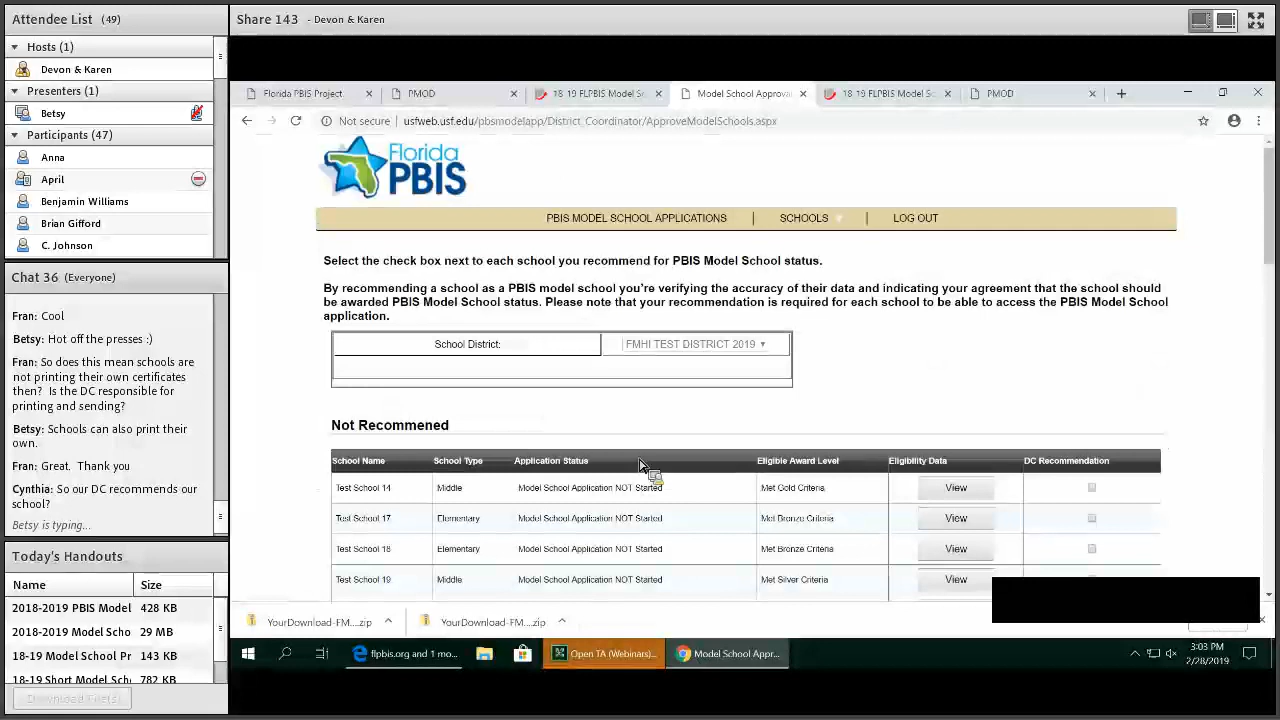 Attendee List (49)
Hosts (1)
Devon & Karen
Presenters (1)
Betsy
Participants (47)
Anna
April
Benjamin Williams
Brian Gifford
C. Johnson
Chat 36 (Everyone)
Fran: Cool
Betsy: Hot off the presses :)
Fran: So does this mean schools are
not printing their own certificates
then? Is the DC responsible for
printing and sending?
Betsy: Schools can also print their
own.
Fran: Great. Thank you
Cynthia: So our DC recommends our
school?
Betsy is typing...
Today's Handouts
Name Size
2018-2019 PBIS Model 428 KB
2018-2019 Model Scho 29 MB
18-19 Model School Pr 143 KB
18-19 Short Model Sch 782 KB
Download File(s)
Share 143 - Devon & Karen
Florida PBIS Project
PMOD
18-19 FLPBIS Model Sc
Model School Approva
18-19 FLPBIS Model S
PMOD
Not secure usfweb.usf.edu/pbsmodelapp/District_Coordinator/ApproveModelSchools.aspx
Florida
PBIS
PBIS MODEL SCHOOL APPLICATIONS | SCHOOLS | LOG OUT
Select the check box next to each school you recommend for PBIS Model School status.
By recommending a school as a PBIS model school you're verifying the accuracy of their data and indicating your agreement that the school should
be awarded PBIS Model School status. Please note that your recommendation is required for each school to be able to access the PBIS Model School
application.
School District: FMHI TEST DISTRICT 2019
Not Recommened
School Name School Type Application Status Eligible Award Level Eligibility Data DC Recommendation
Test School 14 Middle Model School Application NOT Started Met Gold Criteria View
Test School 17 Elementary Model School Application NOT Started Met Bronze Criteria View
Test School 18 Elementary Model School Application NOT Started Met Bronze Criteria View
Test School 19 Middle Model School Application NOT Started Met Silver Criteria View
YourDownload-FM....zip
YourDownload-FM....zip
flpbis.org and 1 mo...
Open TA (Webinars)...
Model School Appr...
3:03 PM
2/28/2019